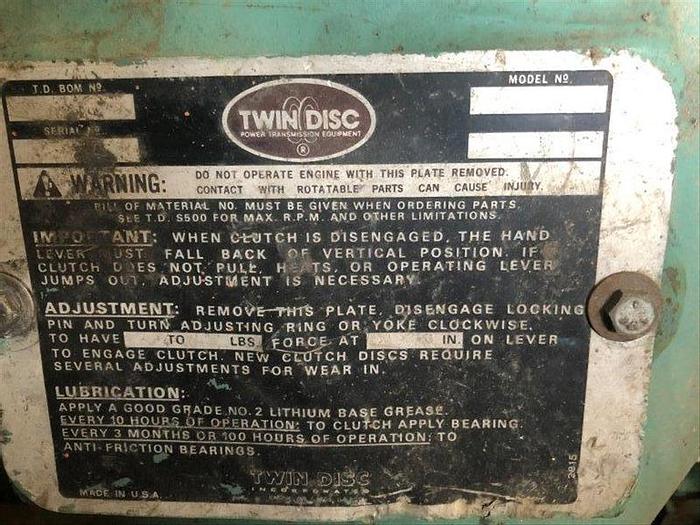 T.D. BOM Nº
MODEL Nº
SERIAL Nº
TWIN DISC
POWER TRANSMISSION EQUIPMENT
®
WARNING: DO NOT OPERATE ENGINE WITH THIS PLATE REMOVED.
CONTACT WITH ROTATABLE PARTS CAN CAUSE INJURY.
BILL OF MATERIAL NO. MUST BE GIVEN WHEN ORDERING PARTS.
SEE T.D. S500 FOR MAX. R.P.M. AND OTHER LIMITATIONS.
IMPORTANT: WHEN CLUTCH IS DISENGAGED, THE HAND
LEVER MUST FALL BACK OF VERTICAL POSITION. IF
CLUTCH DOES NOT PULL, HEATS, OR OPERATING LEVER
JUMPS OUT, ADJUSTMENT IS NECESSARY.
ADJUSTMENT: REMOVE THIS PLATE, DISENGAGE LOCKING
PIN AND TURN ADJUSTING RING OR YOKE CLOCKWISE.
TO HAVE TO LBS. FORCE AT IN. ON LEVER
TO ENGAGE CLUTCH. NEW CLUTCH DISCS REQUIRE
SEVERAL ADJUSTMENTS FOR WEAR IN.
LUBRICATION:
APPLY A GOOD GRADE NO. 2 LITHIUM BASE GREASE.
EVERY 10 HOURS OF OPERATION: TO CLUTCH APPLY BEARING.
EVERY 3 MONTHS OR 100 HOURS OF OPERATION: TO
ANTI-FRICTION BEARINGS.
TWIN DISC
INCORPORATED
MADE IN U.S.A.
2815